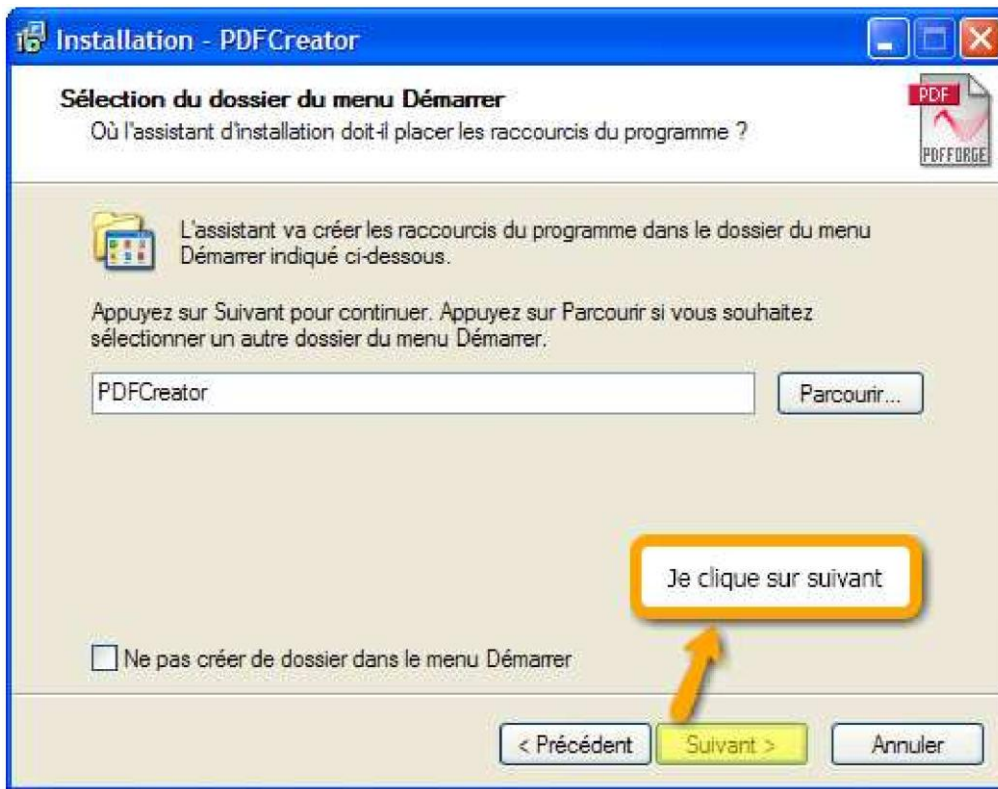 Installation - PDFCreator
Sélection du dossier du menu Démarrer
Où l'assistant d'installation doit-il placer les raccourcis du programme ?
PDF
PDFFORGE
L'assistant va créer les raccourcis du programme dans le dossier du menu
Démarrer indiqué ci-dessous.
Appuyez sur Suivant pour continuer. Appuyez sur Parcourir si vous souhaitez
sélectionner un autre dossier du menu Démarrer.
PDFCreator
Parcourir...
Je clique sur suivant
Ne pas créer de dossier dans le menu Démarrer
< Précédent
Suivant >
Annuler